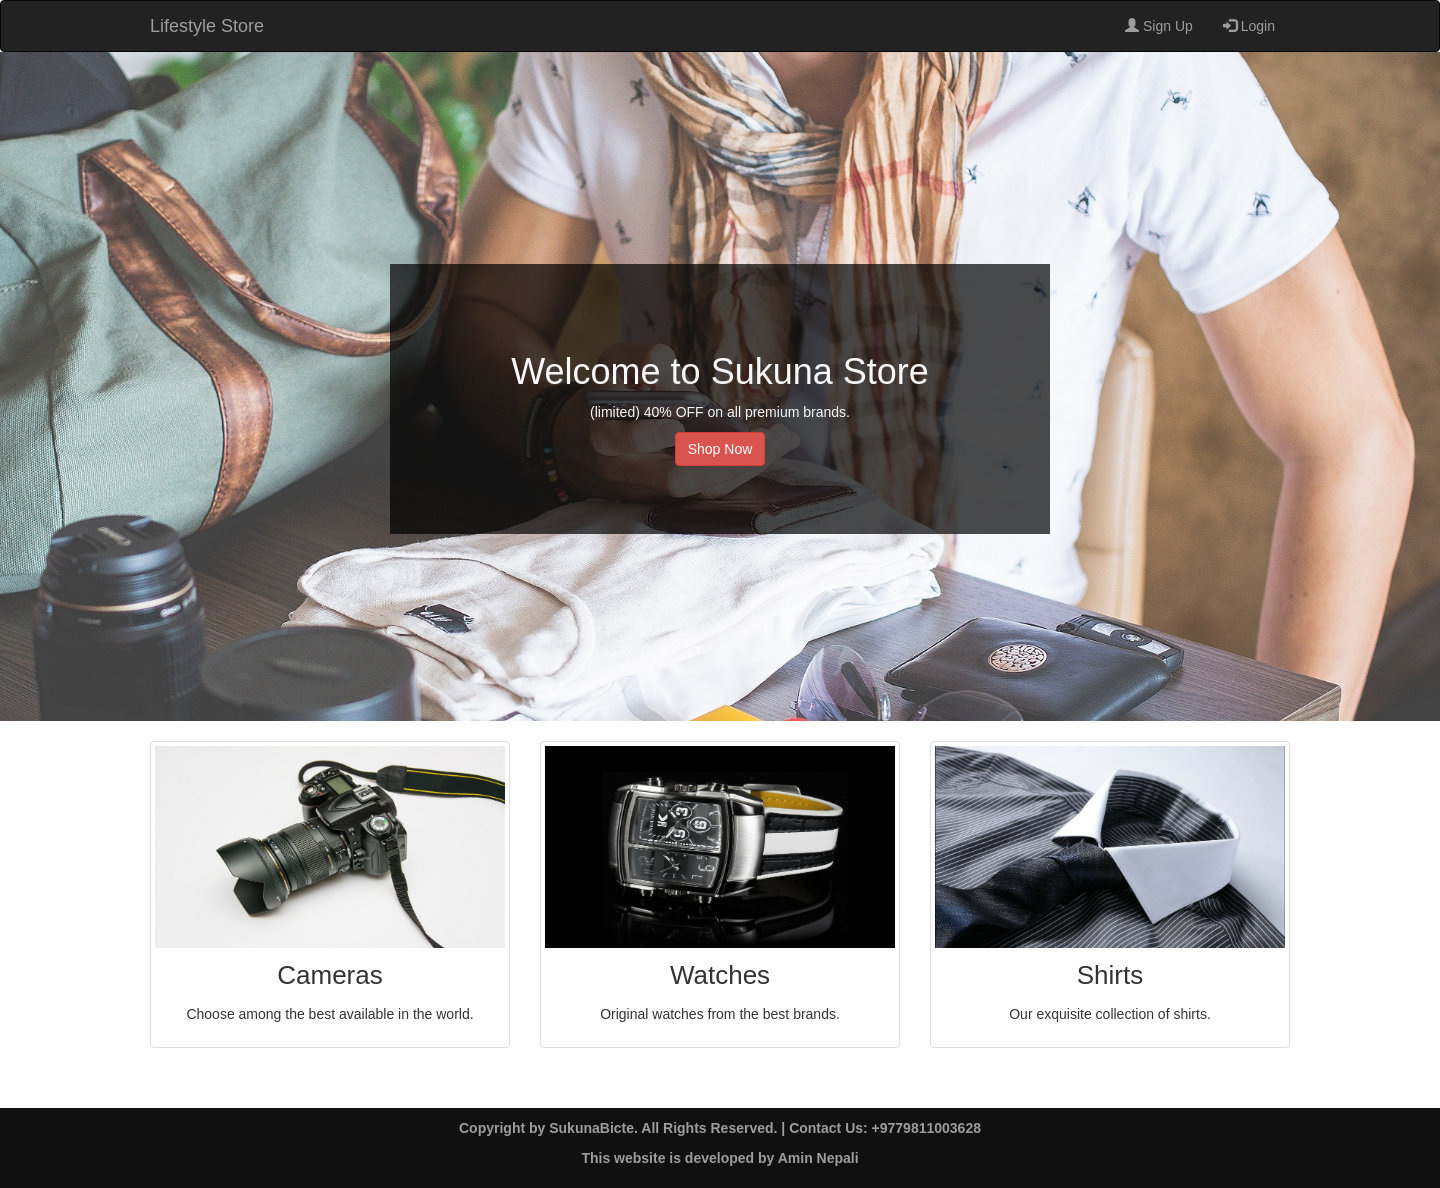 Lifestyle Store
Sign Up
Login
Welcome to Sukuna Store
(limited) 40% OFF on all premium brands.
Shop Now
Cameras
Choose among the best available in the world.
Watches
Original watches from the best brands.
Shirts
Our exquisite collection of shirts.
Copyright by SukunaBicte. All Rights Reserved. | Contact Us: +9779811003628
This website is developed by Amin Nepali